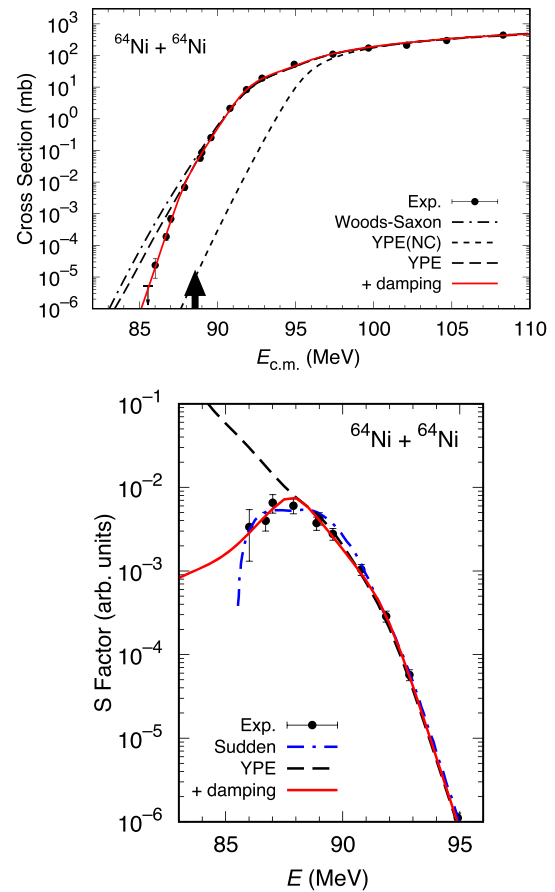 10³
10²
10¹
10⁰
10⁻¹
10⁻²
10⁻³
10⁻⁴
10⁻⁵
10⁻⁶
Cross Section (mb)
⁶⁴Ni + ⁶⁴Ni
Exp.
Woods-Saxon
YPE(NC)
YPE
+ damping
85 90 95 100 105 110
E_c.m. (MeV)
10⁻¹
10⁻²
10⁻³
10⁻⁴
10⁻⁵
10⁻⁶
S Factor (arb. units)
⁶⁴Ni + ⁶⁴Ni
Exp.
Sudden
YPE
+ damping
85 90 95
E (MeV)